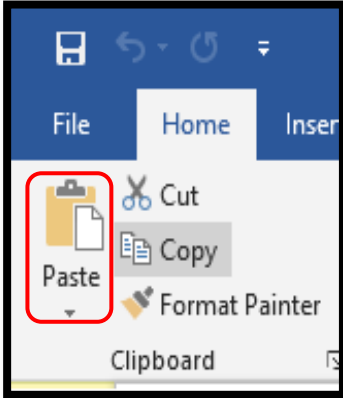 File Home Inser
Cut
Copy
Paste
Format Painter
Clipboard